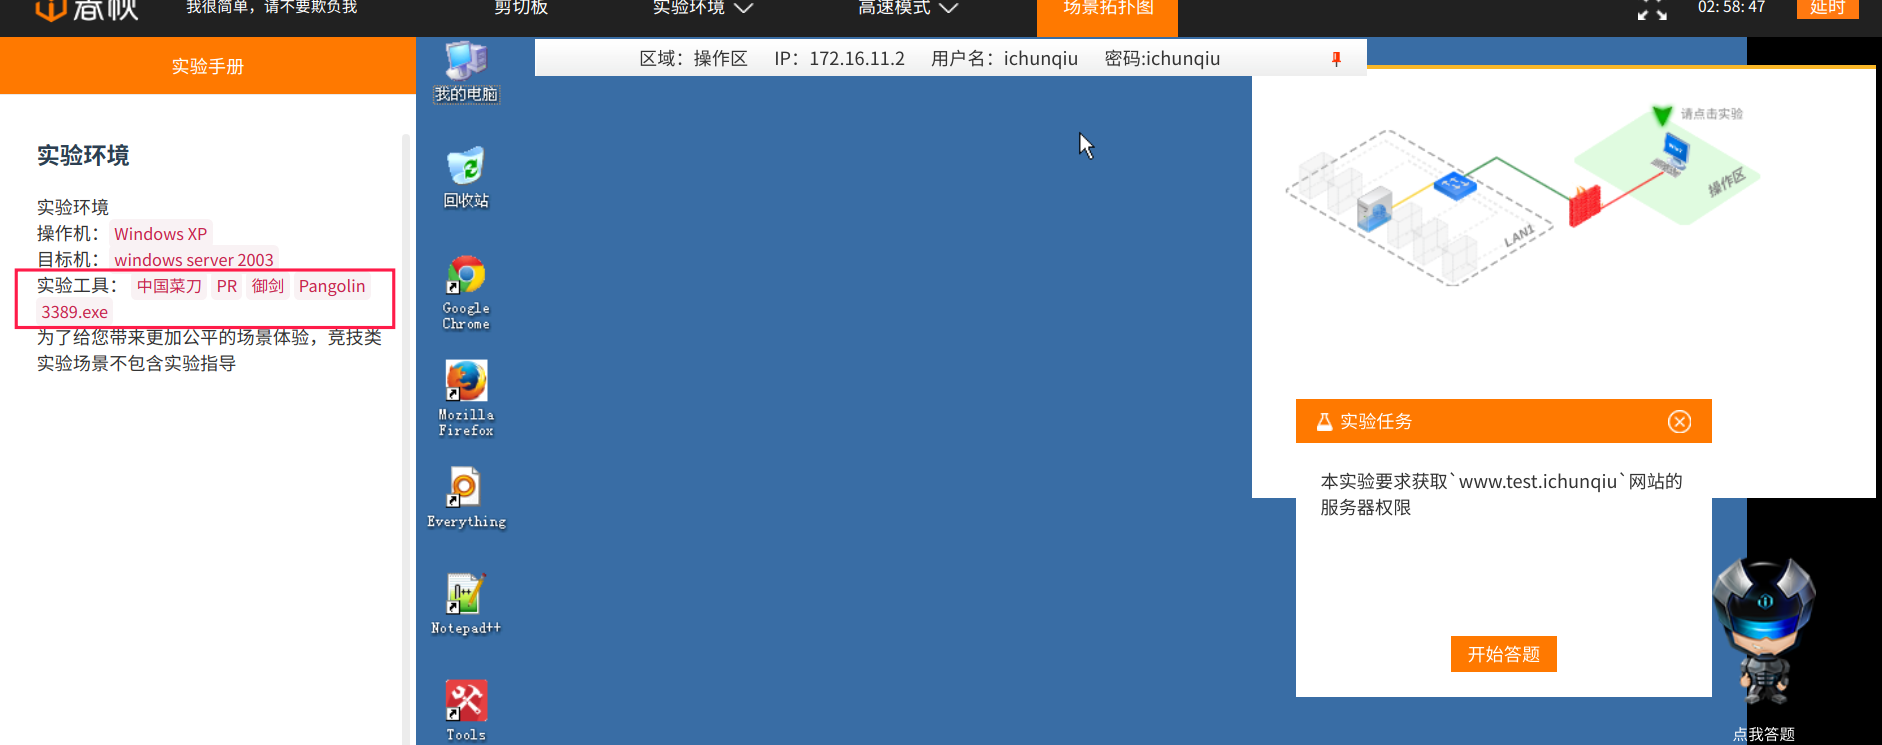 春秋
我很简单，请不要欺负我
剪切板
实验环境
高速模式
场景拓扑图
02: 58: 47
延时
实验手册
区域：操作区 IP：172.16.11.2 用户名：ichunqiu 密码:ichunqiu
实验环境
实验环境
操作机： Windows XP
目标机： windows server 2003
实验工具： 中国菜刀 PR 御剑 Pangolin
3389.exe
为了给您带来更加公平的场景体验，竞技类
实验场景不包含实验指导
我的电脑
回收站
Google
Chrome
Mozilla
Firefox
Everything
Notepad++
Tools
请点击实验
操作区
LAN1
实验任务
本实验要求获取`www.test.ichunqiu`网站的
服务器权限
开始答题
点我答题